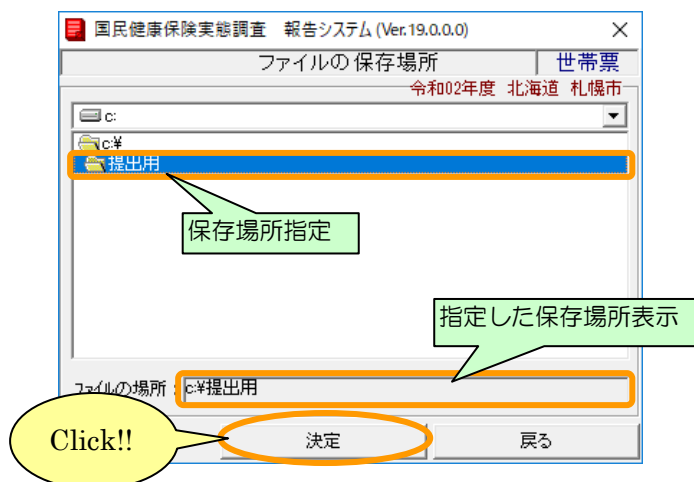 国民健康保険実態調査 報告システム (Ver.19.0.0.0)
ファイルの保存場所 世帯票
令和02年度 北海道 札幌市
c:
c:¥
提出用
保存場所指定
指定した保存場所表示
ファイルの場所 : c:¥提出用
Click!!
決定 戻る